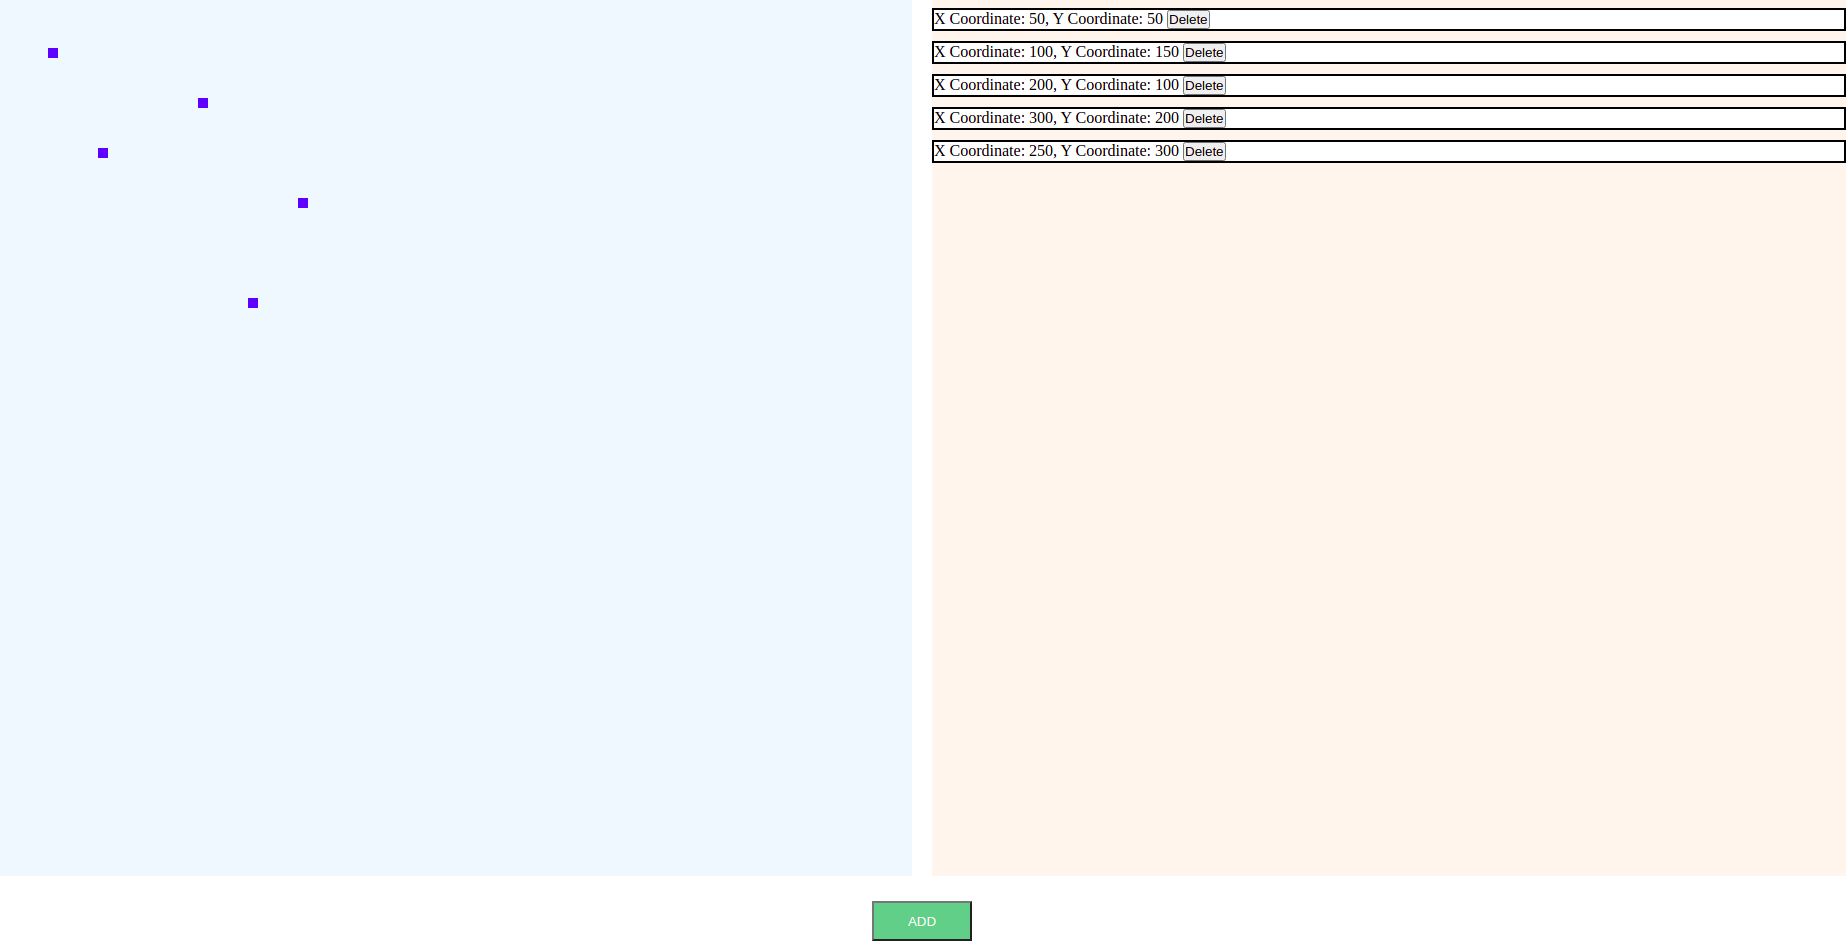 X Coordinate: 50, Y Coordinate: 50 Delete
X Coordinate: 100, Y Coordinate: 150 Delete
X Coordinate: 200, Y Coordinate: 100 Delete
X Coordinate: 300, Y Coordinate: 200 Delete
X Coordinate: 250, Y Coordinate: 300 Delete
ADD